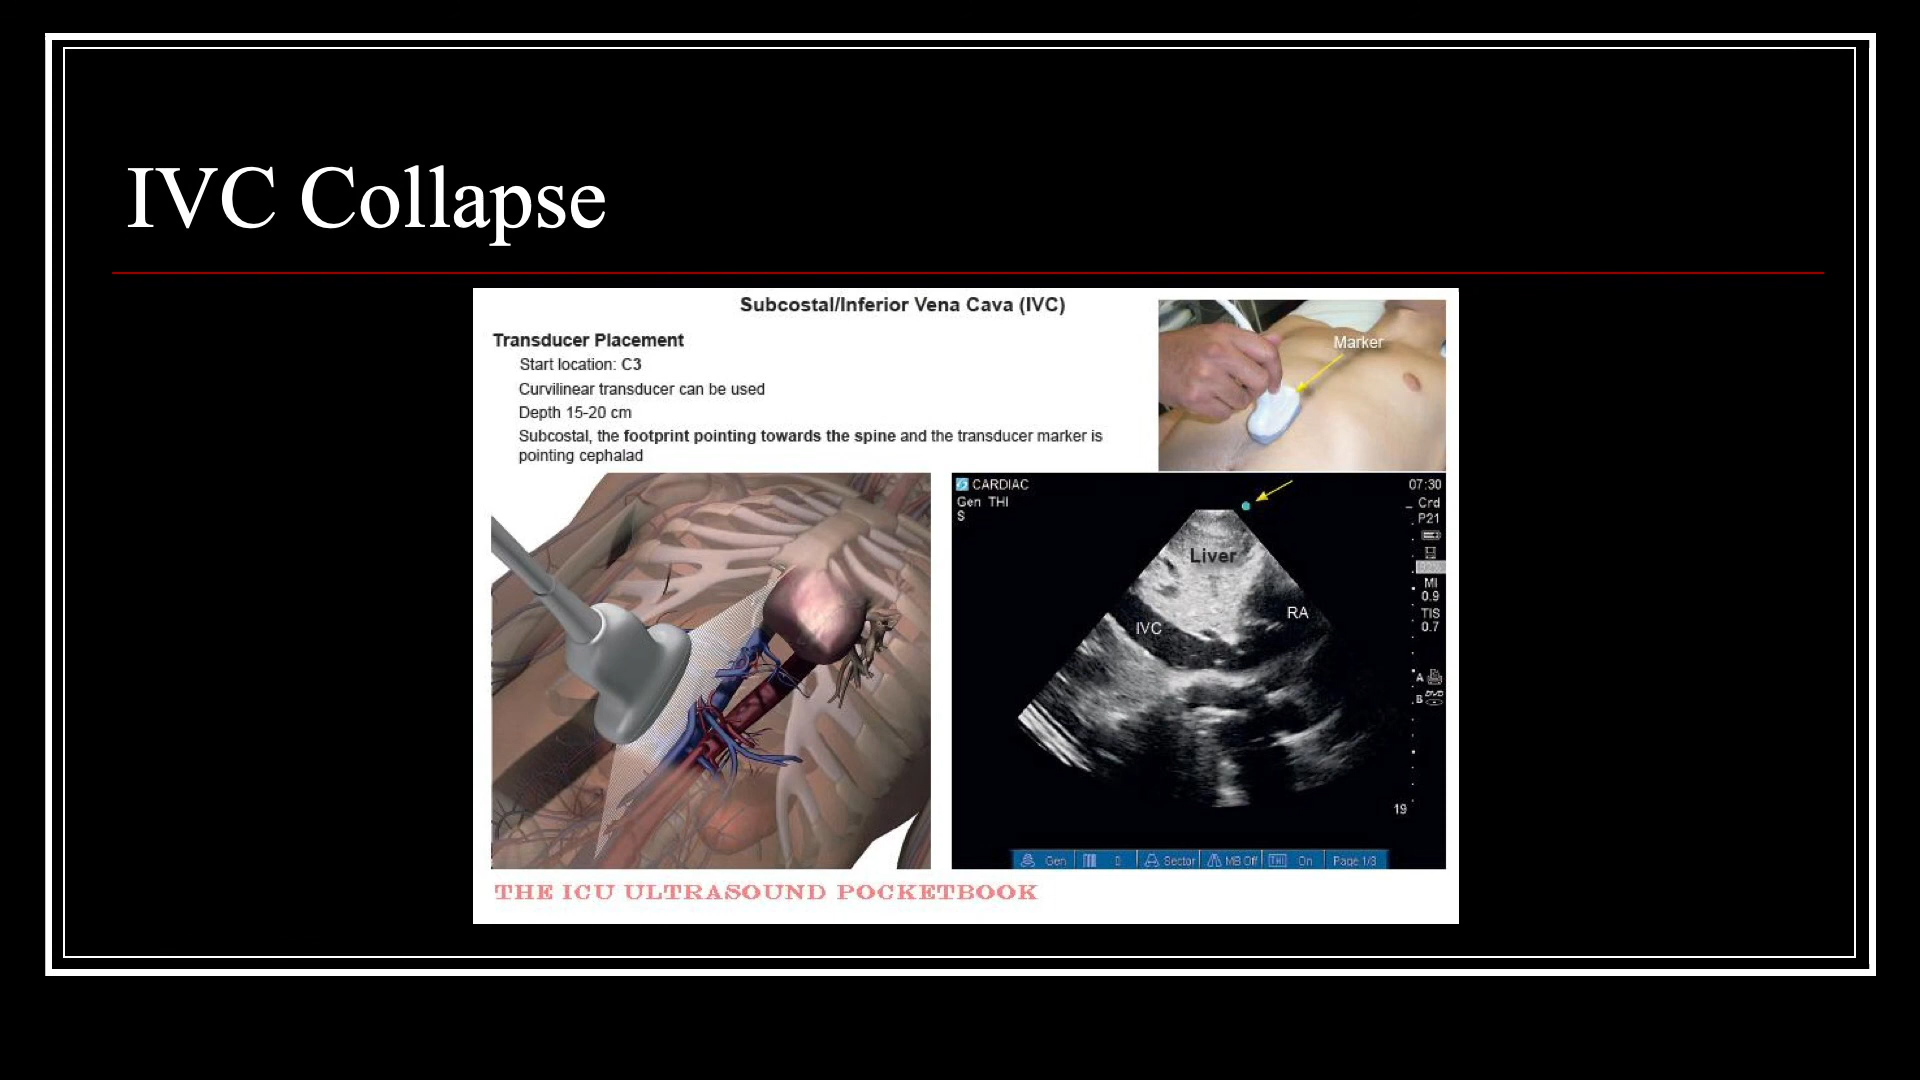 IVC Collapse
Subcostal/Inferior Vena Cava (IVC)
Transducer Placement
Start location: C3
Curvilinear transducer can be used
Depth 15-20 cm
Subcostal, the footprint pointing towards the spine and the transducer marker is
pointing cephalad
Marker
CARDIAC
Gen THI
S
07:30
Crd
P21
MI
0.9
TIS
0.7
A
B DVD
Liver
RA
IVC
19
Gen 0 Sector MB Off THI On Page 1/3
THE ICU ULTRASOUND POCKETBOOK